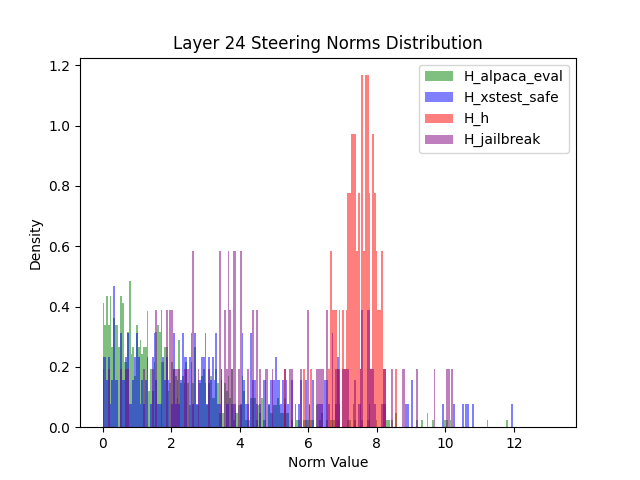 Layer 24 Steering Norms Distribution
1.2
1.0
0.8
0.6
0.4
0.2
0.0
Density
0 2 4 6 8 10 12
Norm Value
H_alpaca_eval
H_xstest_safe
H_h
H_jailbreak